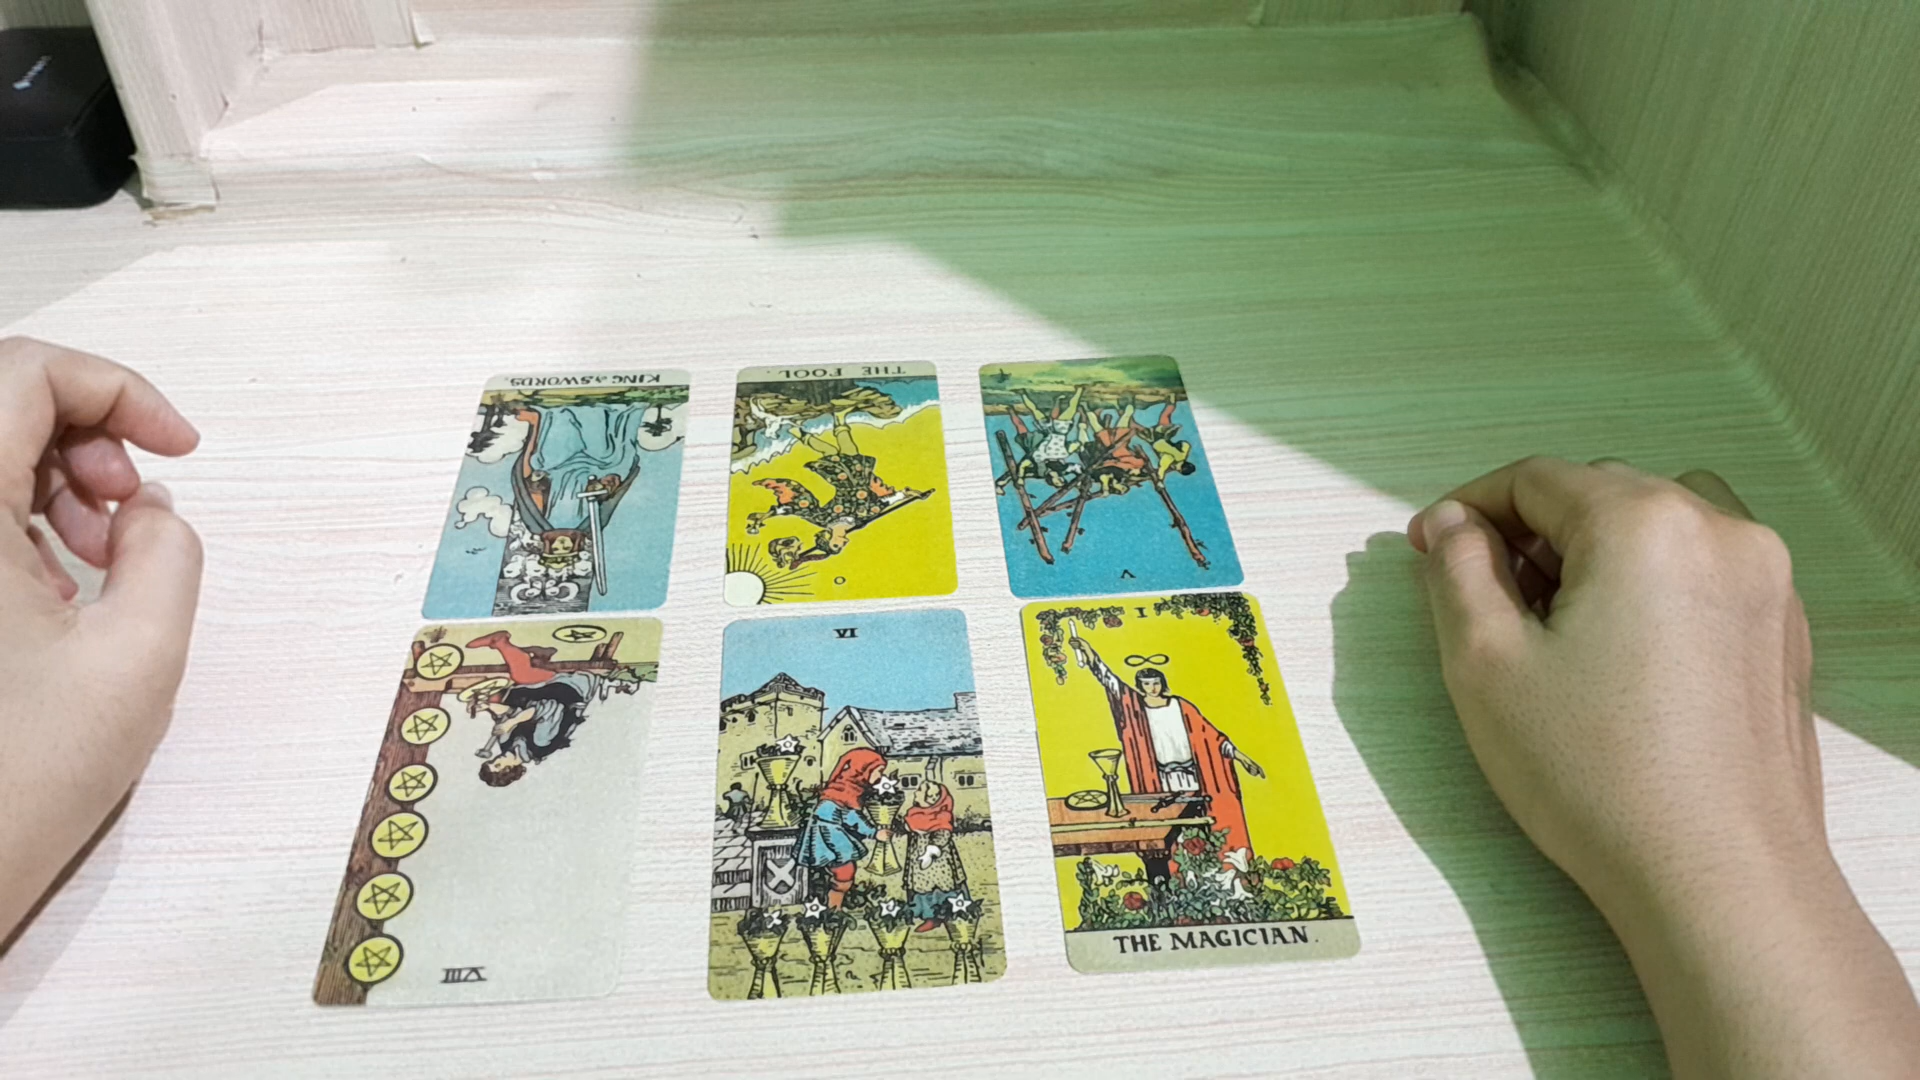 KING of SWORDS.
THE FOOL.
0
V
VIII
VI
I
THE MAGICIAN.